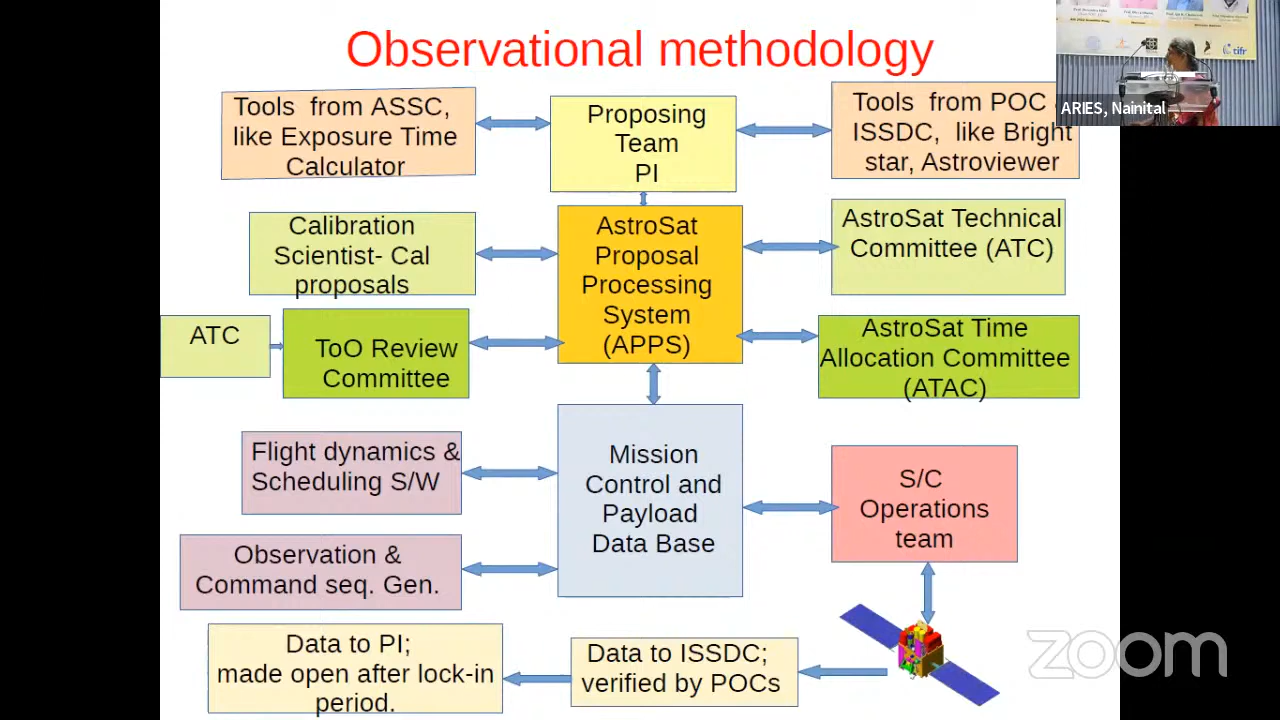 Observational methodology
Tools from ASSC,
like Exposure Time
Calculator
Proposing
Team
PI
Tools from POC
ISSDC, like Bright
star, Astroviewer
ARIES, Nainital
tifr
Calibration
Scientist- Cal
proposals
AstroSat
Proposal
Processing
System
(APPS)
AstroSat Technical
Committee (ATC)
ATC
ToO Review
Committee
AstroSat Time
Allocation Committee
(ATAC)
Flight dynamics &
Scheduling S/W
Mission
Control and
Payload
Data Base
S/C
Operations
team
Observation &
Command seq. Gen.
Data to PI;
made open after lock-in
period.
Data to ISSDC;
verified by POCs
zoom